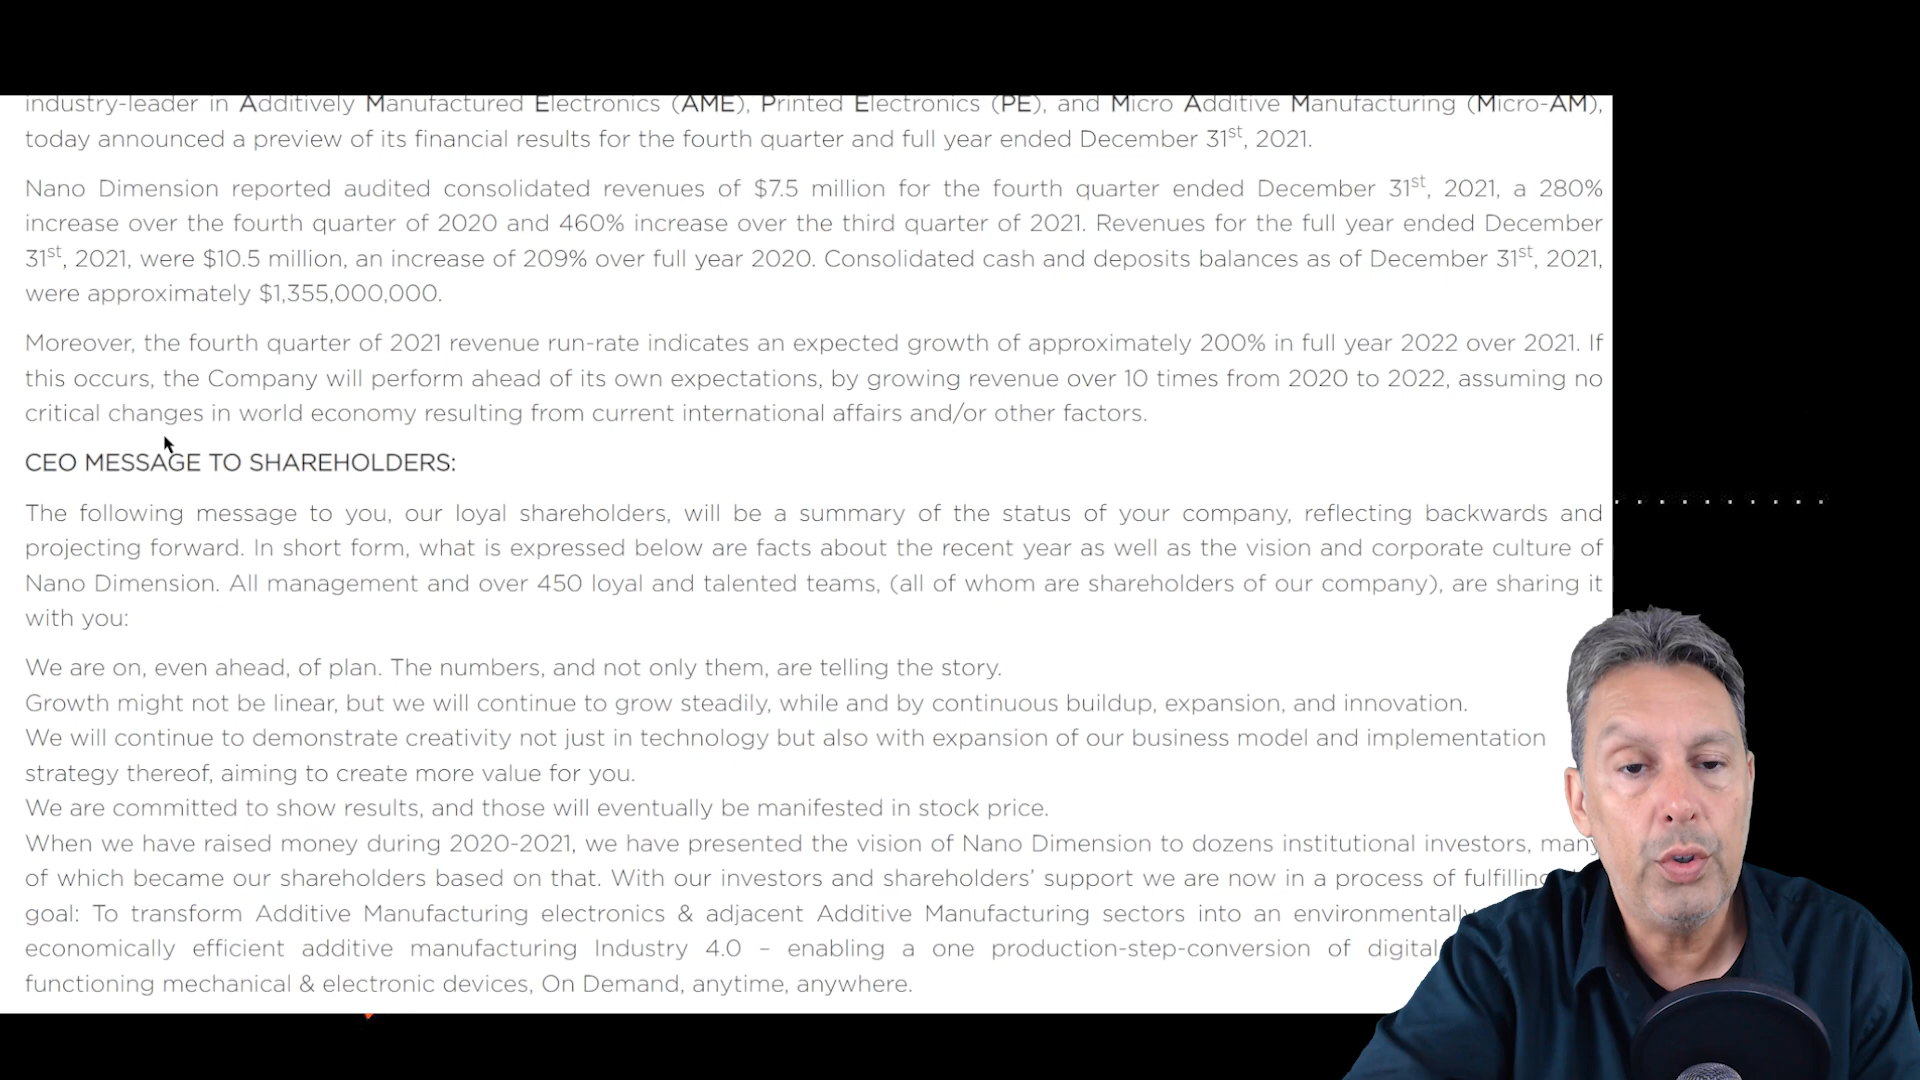 industry-leader in Additively Manufactured Electronics (AME), Printed Electronics (PE), and Micro Additive Manufacturing (Micro-AM),
today announced a preview of its financial results for the fourth quarter and full year ended December 31st, 2021.
Nano Dimension reported audited consolidated revenues of $7.5 million for the fourth quarter ended December 31st, 2021, a 280%
increase over the fourth quarter of 2020 and 460% increase over the third quarter of 2021. Revenues for the full year ended December
31st, 2021, were $10.5 million, an increase of 209% over full year 2020. Consolidated cash and deposits balances as of December 31st, 2021,
were approximately $1,355,000,000.
Moreover, the fourth quarter of 2021 revenue run-rate indicates an expected growth of approximately 200% in full year 2022 over 2021. If
this occurs, the Company will perform ahead of its own expectations, by growing revenue over 10 times from 2020 to 2022, assuming no
critical changes in world economy resulting from current international affairs and/or other factors.
CEO MESSAGE TO SHAREHOLDERS:
The following message to you, our loyal shareholders, will be a summary of the status of your company, reflecting backwards and
projecting forward. In short form, what is expressed below are facts about the recent year as well as the vision and corporate culture of
Nano Dimension. All management and over 450 loyal and talented teams, (all of whom are shareholders of our company), are sharing it
with you:
We are on, even ahead, of plan. The numbers, and not only them, are telling the story.
Growth might not be linear, but we will continue to grow steadily, while and by continuous buildup, expansion, and innovation.
We will continue to demonstrate creativity not just in technology but also with expansion of our business model and implementation
strategy thereof, aiming to create more value for you.
We are committed to show results, and those will eventually be manifested in stock price.
When we have raised money during 2020-2021, we have presented the vision of Nano Dimension to dozens institutional investors, many
of which became our shareholders based on that. With our investors and shareholders' support we are now in a process of fulfilling
goal: To transform Additive Manufacturing electronics & adjacent Additive Manufacturing sectors into an environmentally
economically efficient additive manufacturing Industry 4.0 – enabling a one production-step-conversion of digital
functioning mechanical & electronic devices, On Demand, anytime, anywhere.